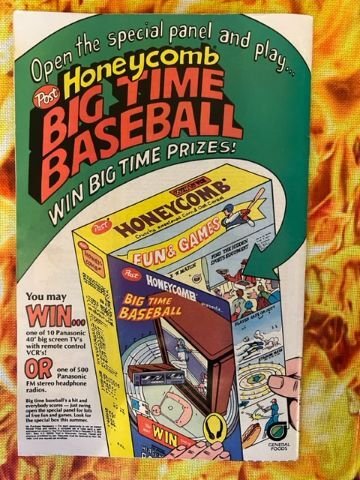 Open the special panel and play...
Post Honeycomb
BIG TIME
BASEBALL
WIN BIG TIME PRIZES!
Post
HONEYCOMB
FUN & GAMES
Post
HONEYCOMB
BIG TIME
BASEBALL
WIN
You may
WIN...
one of 10 Panasonic
40" big screen TV's
with remote control
VCR's!
OR one of 500
Panasonic
FM stereo headphone
radios.
Big time baseball's a hit and
everybody scores — just swing
open the special panel for lots
of free fun and games. Look for
the special box this summer.
GENERAL
FOODS